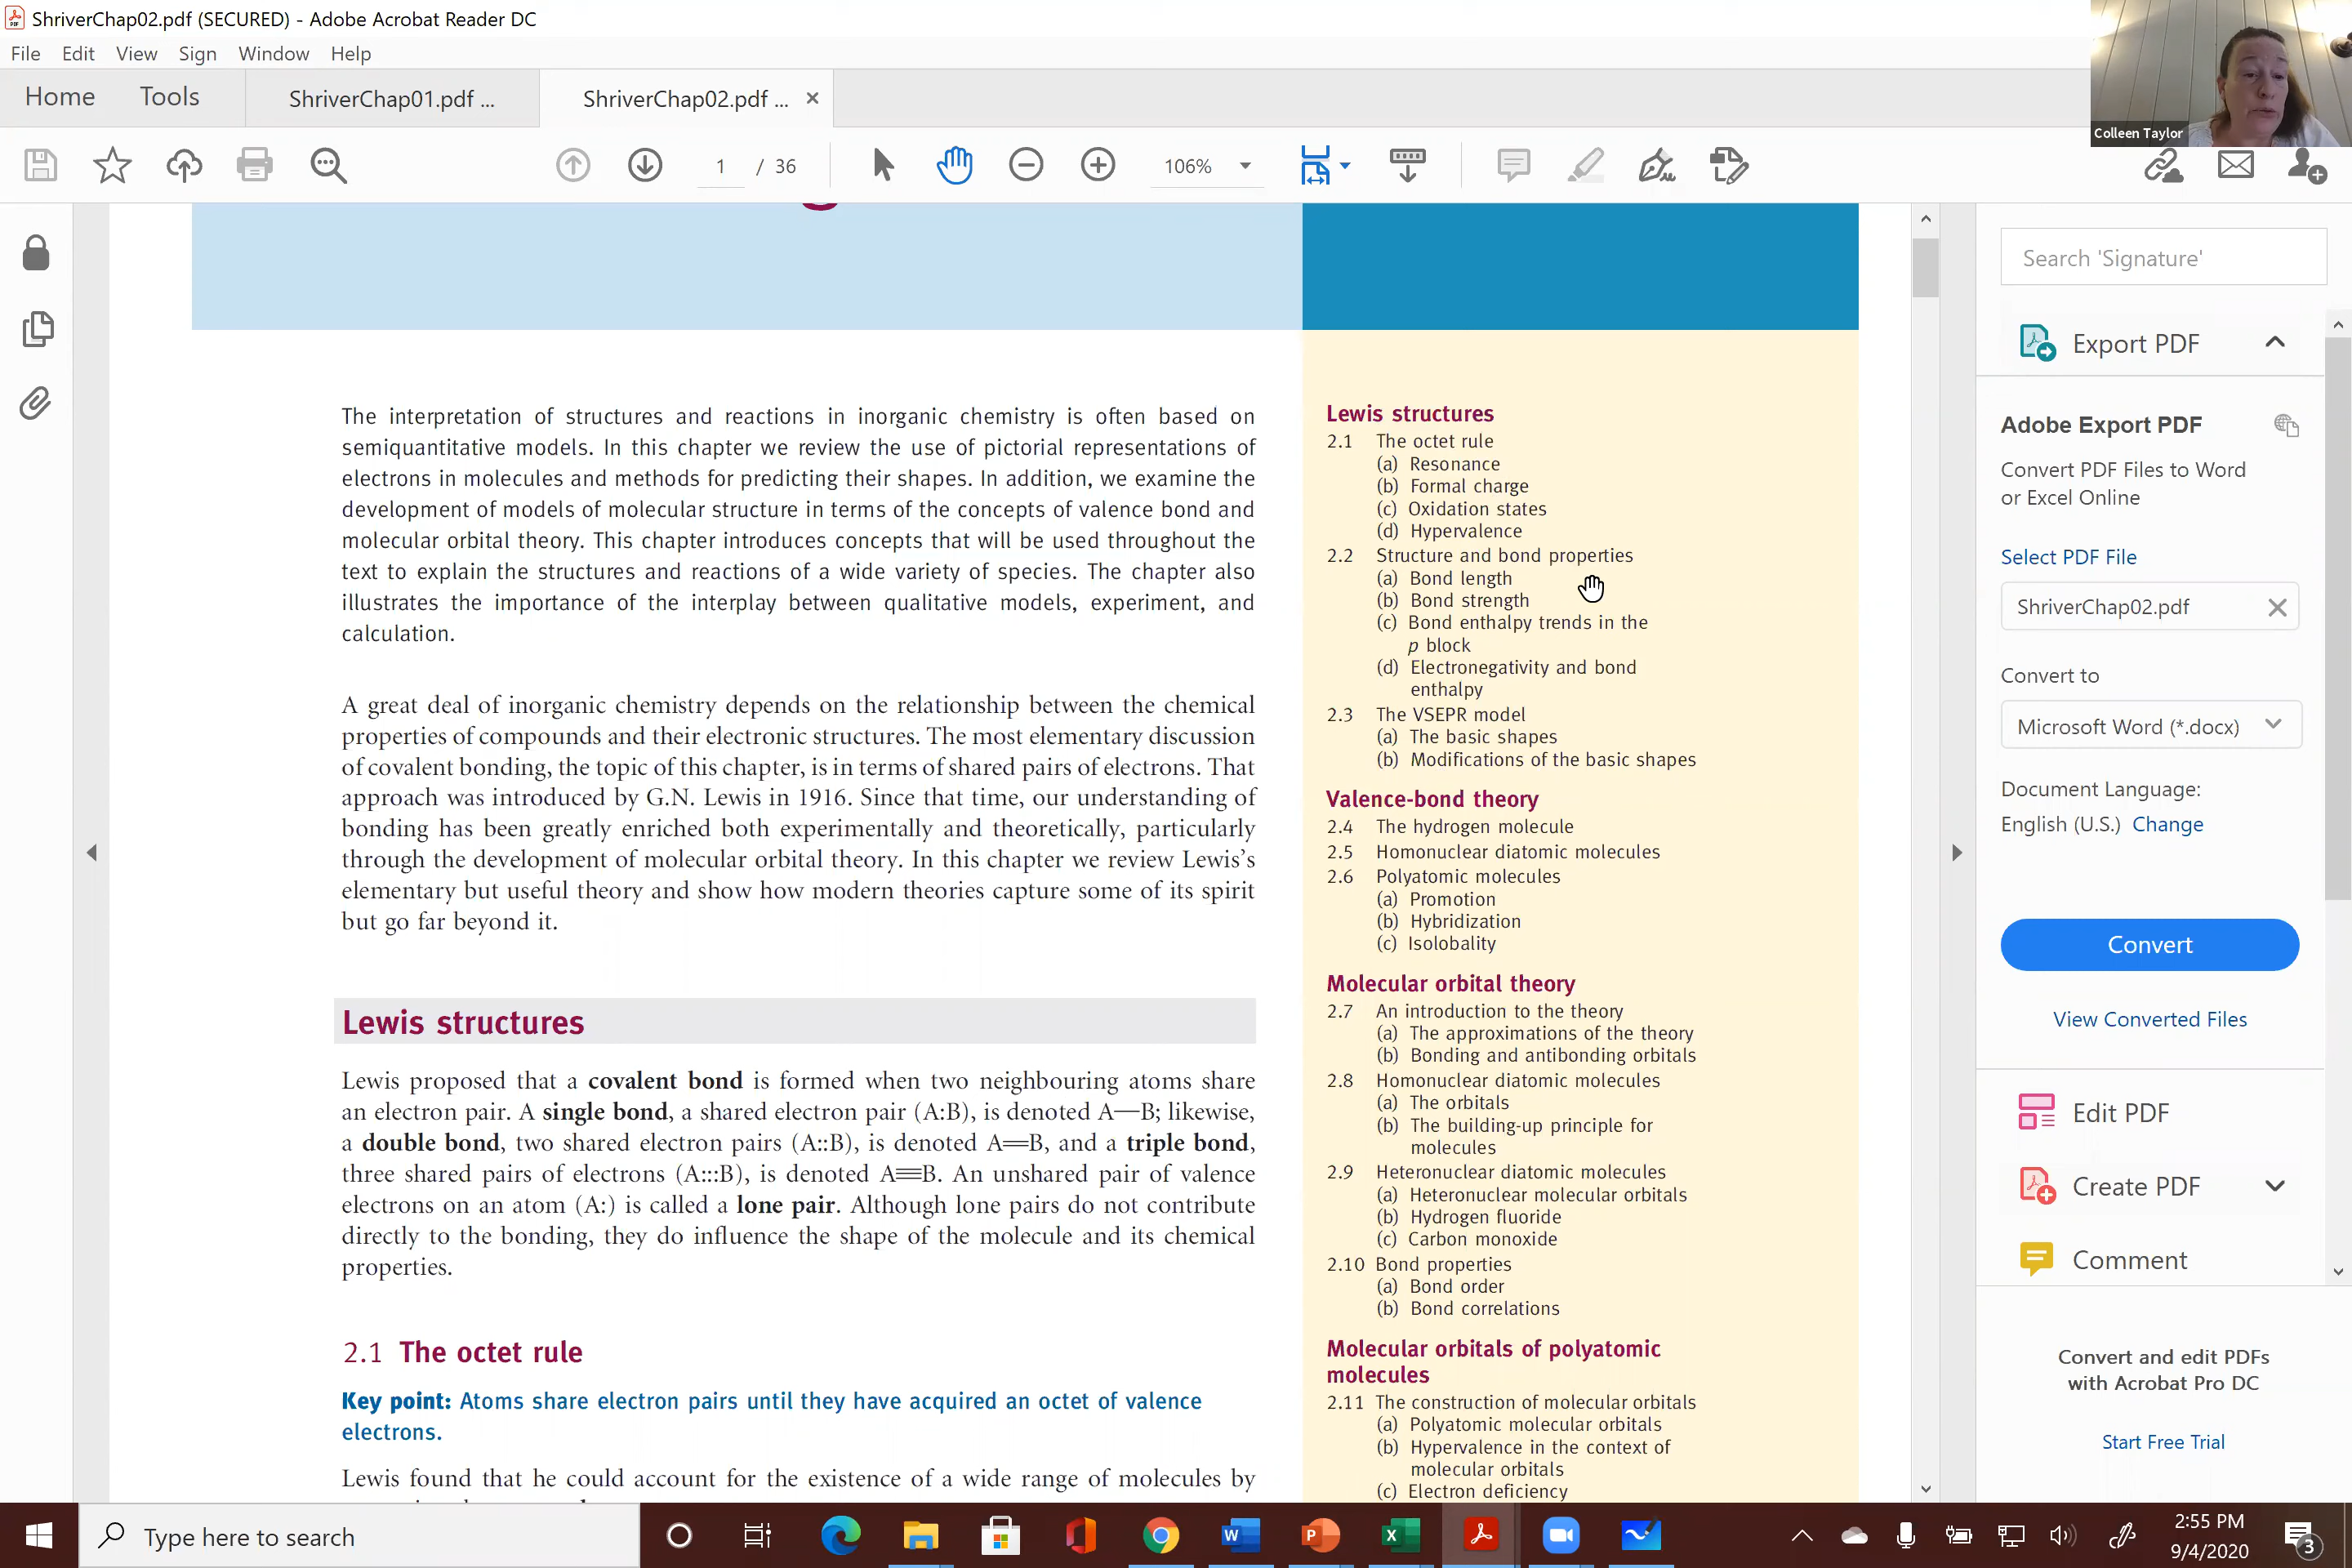 ShriverChap02.pdf (SECURED) - Adobe Acrobat Reader DC
File Edit View Sign Window Help
Home Tools ShriverChap01.pdf ... ShriverChap02.pdf ...
Colleen Taylor
1 / 36 106%
The interpretation of structures and reactions in inorganic chemistry is often based on
semiquantitative models. In this chapter we review the use of pictorial representations of
electrons in molecules and methods for predicting their shapes. In addition, we examine the
development of models of molecular structure in terms of the concepts of valence bond and
molecular orbital theory. This chapter introduces concepts that will be used throughout the
text to explain the structures and reactions of a wide variety of species. The chapter also
illustrates the importance of the interplay between qualitative models, experiment, and
calculation.
A great deal of inorganic chemistry depends on the relationship between the chemical
properties of compounds and their electronic structures. The most elementary discussion
of covalent bonding, the topic of this chapter, is in terms of shared pairs of electrons. That
approach was introduced by G.N. Lewis in 1916. Since that time, our understanding of
bonding has been greatly enriched both experimentally and theoretically, particularly
through the development of molecular orbital theory. In this chapter we review Lewis's
elementary but useful theory and show how modern theories capture some of its spirit
but go far beyond it.
Lewis structures
Lewis proposed that a covalent bond is formed when two neighbouring atoms share
an electron pair. A single bond, a shared electron pair (A:B), is denoted A—B; likewise,
a double bond, two shared electron pairs (A::B), is denoted A=B, and a triple bond,
three shared pairs of electrons (A:::B), is denoted A≡B. An unshared pair of valence
electrons on an atom (A:) is called a lone pair. Although lone pairs do not contribute
directly to the bonding, they do influence the shape of the molecule and its chemical
properties.
2.1 The octet rule
Key point: Atoms share electron pairs until they have acquired an octet of valence
electrons.
Lewis found that he could account for the existence of a wide range of molecules by
Lewis structures
2.1 The octet rule
(a) Resonance
(b) Formal charge
(c) Oxidation states
(d) Hypervalence
2.2 Structure and bond properties
(a) Bond length
(b) Bond strength
(c) Bond enthalpy trends in the
p block
(d) Electronegativity and bond
enthalpy
2.3 The VSEPR model
(a) The basic shapes
(b) Modifications of the basic shapes
Valence-bond theory
2.4 The hydrogen molecule
2.5 Homonuclear diatomic molecules
2.6 Polyatomic molecules
(a) Promotion
(b) Hybridization
(c) Isolobality
Molecular orbital theory
2.7 An introduction to the theory
(a) The approximations of the theory
(b) Bonding and antibonding orbitals
2.8 Homonuclear diatomic molecules
(a) The orbitals
(b) The building-up principle for
molecules
2.9 Heteronuclear diatomic molecules
(a) Heteronuclear molecular orbitals
(b) Hydrogen fluoride
(c) Carbon monoxide
2.10 Bond properties
(a) Bond order
(b) Bond correlations
Molecular orbitals of polyatomic
molecules
2.11 The construction of molecular orbitals
(a) Polyatomic molecular orbitals
(b) Hypervalence in the context of
molecular orbitals
(c) Electron deficiency
Search 'Signature'
Export PDF
Adobe Export PDF
Convert PDF Files to Word
or Excel Online
Select PDF File
ShriverChap02.pdf
Convert to
Microsoft Word (*.docx)
Document Language:
English (U.S.) Change
Convert
View Converted Files
Edit PDF
Create PDF
Comment
Convert and edit PDFs
with Acrobat Pro DC
Start Free Trial
Type here to search
2:55 PM
9/4/2020
3